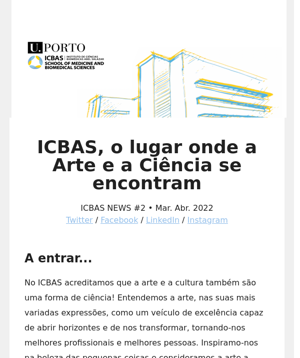 U. PORTO
ICBAS INSTITUTO DE CIÊNCIAS BIOMÉDICAS ABEL SALAZAR
SCHOOL OF MEDICINE AND
BIOMEDICAL SCIENCES
ICBAS, o lugar onde a
Arte e a Ciência se
encontram
ICBAS NEWS #2 • Mar. Abr. 2022
Twitter / Facebook / LinkedIn / Instagram
A entrar...
No ICBAS acreditamos que a arte e a cultura também são
uma forma de ciência! Entendemos a arte, nas suas mais
variadas expressões, como um veículo de excelência capaz
de abrir horizontes e de nos transformar, tornando-nos
melhores profissionais e melhores pessoas. Inspiramo-nos
na beleza das pequenas coisas e consideramos a arte a